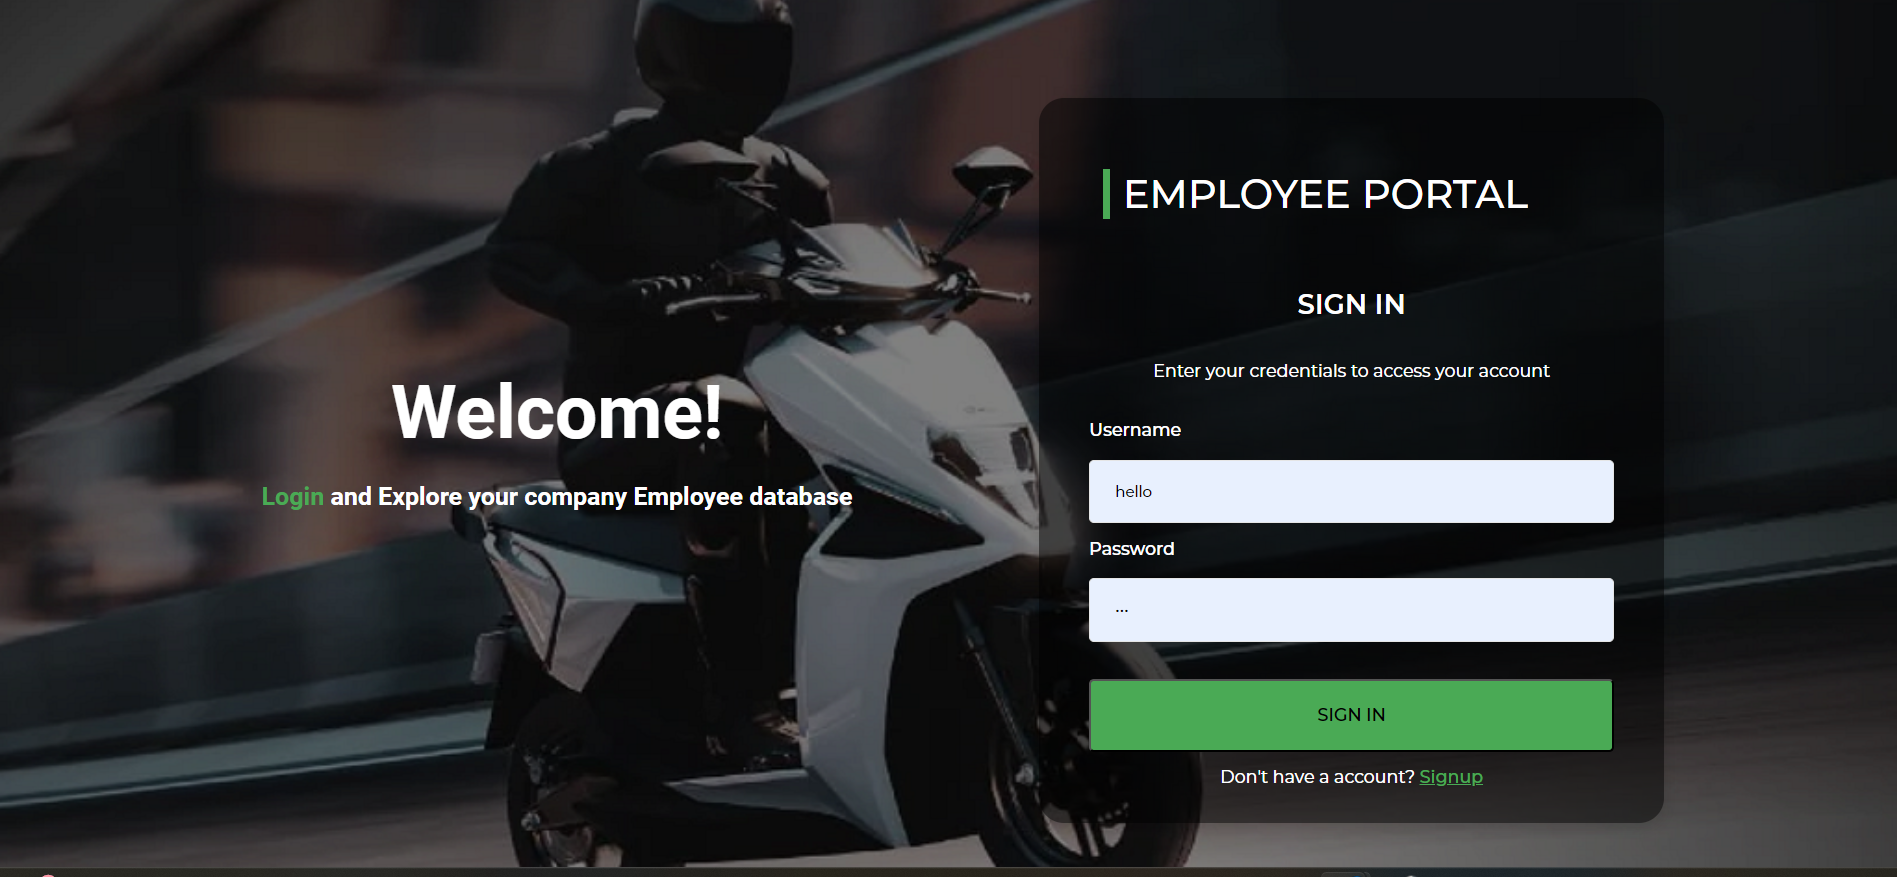 Welcome!
Login and Explore your company Employee database
EMPLOYEE PORTAL
SIGN IN
Enter your credentials to access your account
Username
hello
Password
...
SIGN IN
Don't have a account? Signup